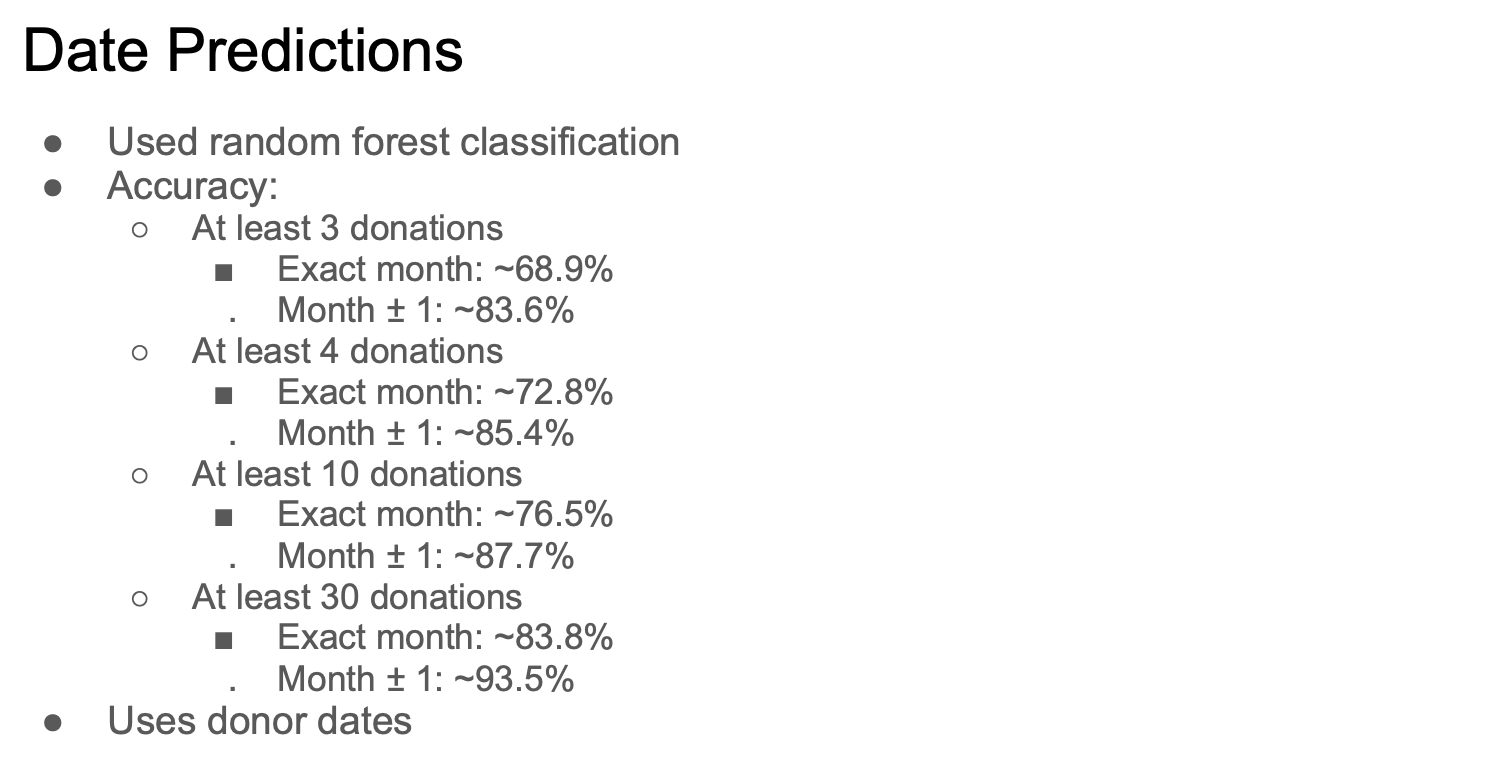 Date Predictions
● Used random forest classification
● Accuracy:
○ At least 3 donations
■ Exact month: ~68.9%
. Month ± 1: ~83.6%
○ At least 4 donations
■ Exact month: ~72.8%
. Month ± 1: ~85.4%
○ At least 10 donations
■ Exact month: ~76.5%
. Month ± 1: ~87.7%
○ At least 30 donations
■ Exact month: ~83.8%
. Month ± 1: ~93.5%
● Uses donor dates